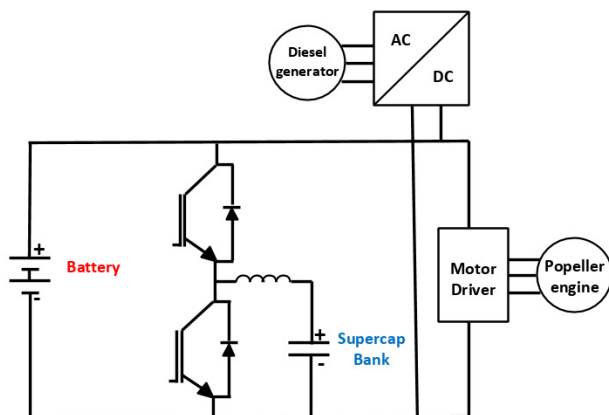 Diesel
generator
AC
DC
+
Battery
-
Motor
Driver
Popeller
engine
Supercap
Bank
+
-